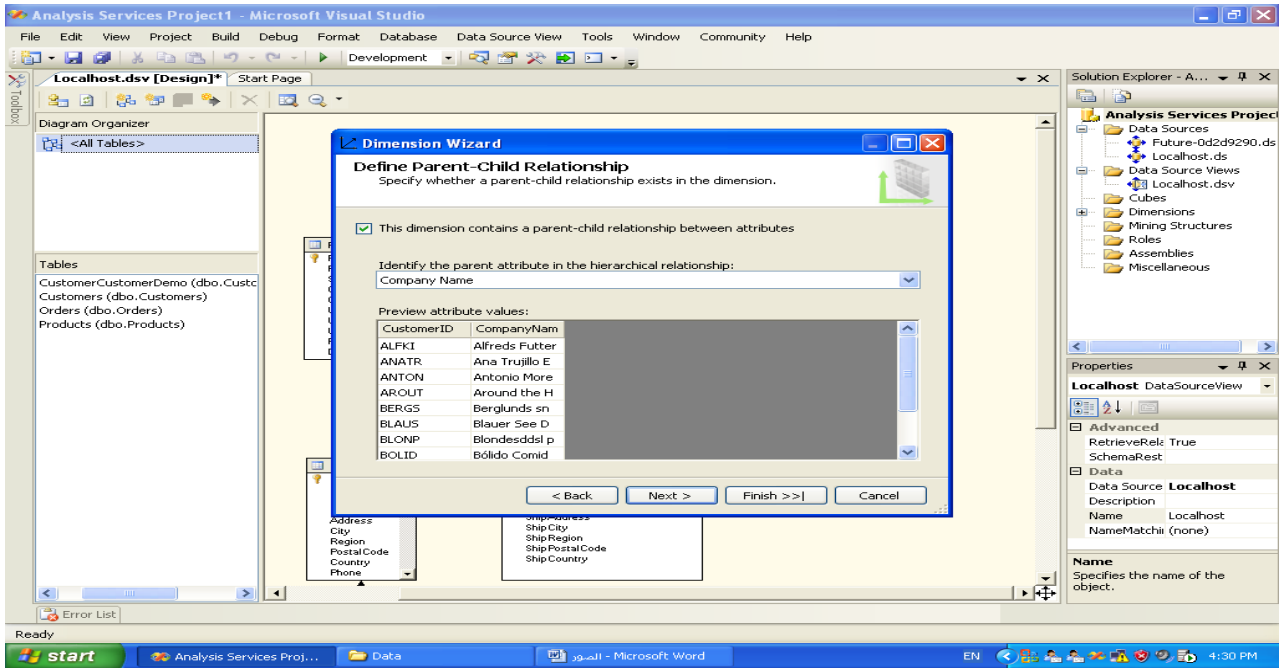 Analysis Services Project1 - Microsoft Visual Studio
File Edit View Project Build Debug Format Database Data Source View Tools Window Community Help
Development
Localhost.dsv [Design]* Start Page
Toolbox
Diagram Organizer
<All Tables>
Tables
CustomerCustomerDemo (dbo.Custc
Customers (dbo.Customers)
Orders (dbo.Orders)
Products (dbo.Products)
Dimension Wizard
Define Parent-Child Relationship
Specify whether a parent-child relationship exists in the dimension.
This dimension contains a parent-child relationship between attributes
Identify the parent attribute in the hierarchical relationship:
Company Name
Preview attribute values:
CustomerID CompanyNam
ALFKI Alfreds Futter
ANATR Ana Trujillo E
ANTON Antonio More
AROUT Around the H
BERGS Berglunds sn
BLAUS Blauer See D
BLONP Blondesddsl p
BOLID Bólido Comid
< Back Next > Finish >>| Cancel
Address
City
Region
PostalCode
Country
Phone
ShipAddress
ShipCity
ShipRegion
ShipPostalCode
ShipCountry
Solution Explorer - A...
Analysis Services Projec
Data Sources
Future-0d2d9290.ds
Localhost.ds
Data Source Views
Localhost.dsv
Cubes
Dimensions
Mining Structures
Roles
Assemblies
Miscellaneous
Properties
Localhost DataSourceView
Advanced
RetrieveRela True
SchemaRest
Data
Data Source Localhost
Description
Name Localhost
NameMatchi (none)
Name
Specifies the name of the
object.
Error List
Ready
start Analysis Services Proj... Data الصور - Microsoft Word EN 4:30 PM